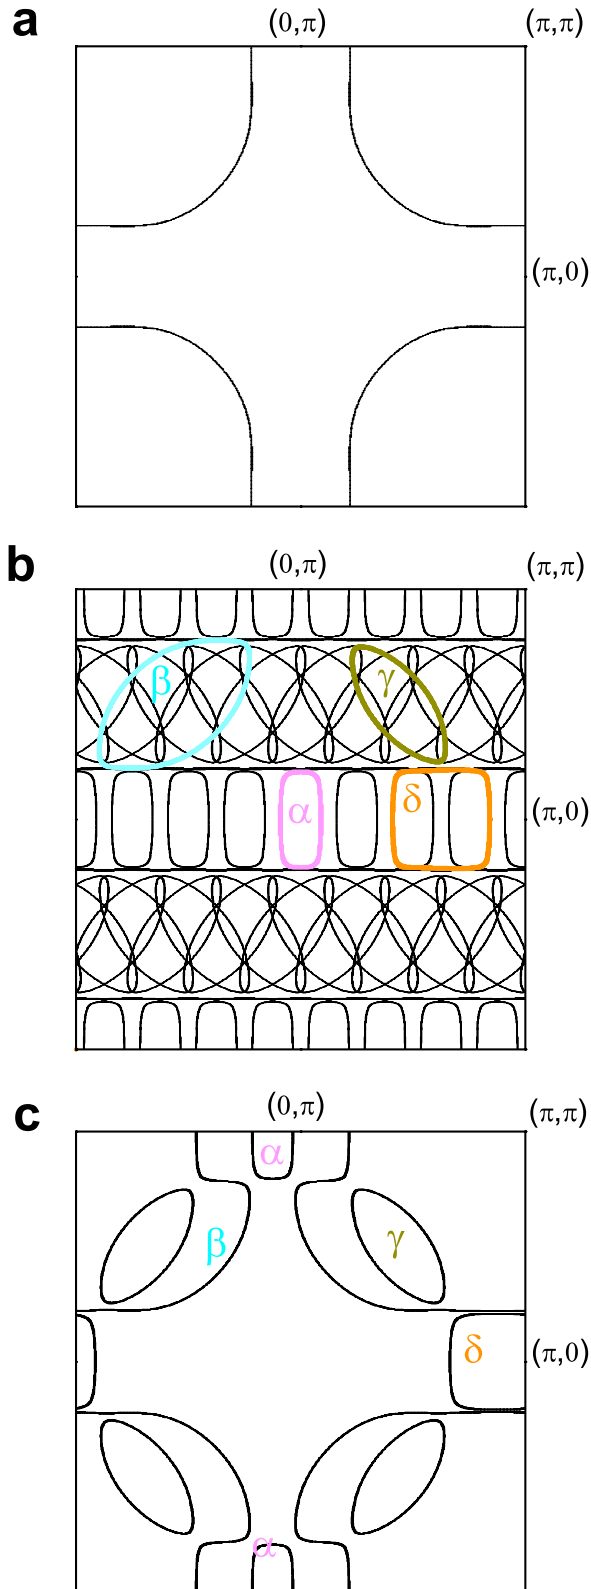 a
(0,π) (π,π)
(π,0)
b
(0,π) (π,π)
β γ
α δ (π,0)
c
(0,π) (π,π)
α
β γ
δ (π,0)
α